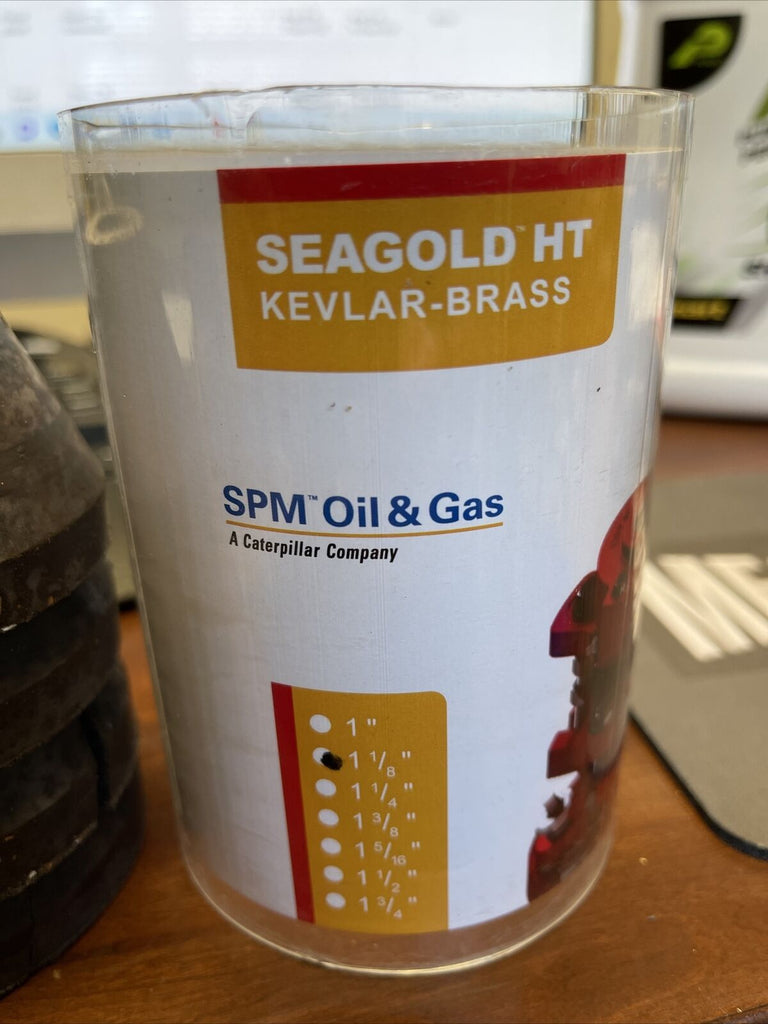 SEAGOLD™ HT
KEVLAR-BRASS
SPM™ Oil & Gas
A Caterpillar Company
1 "
1 1/8 "
1 1/4 "
1 3/8 "
1 5/16 "
1 1/2 "
1 3/4 "